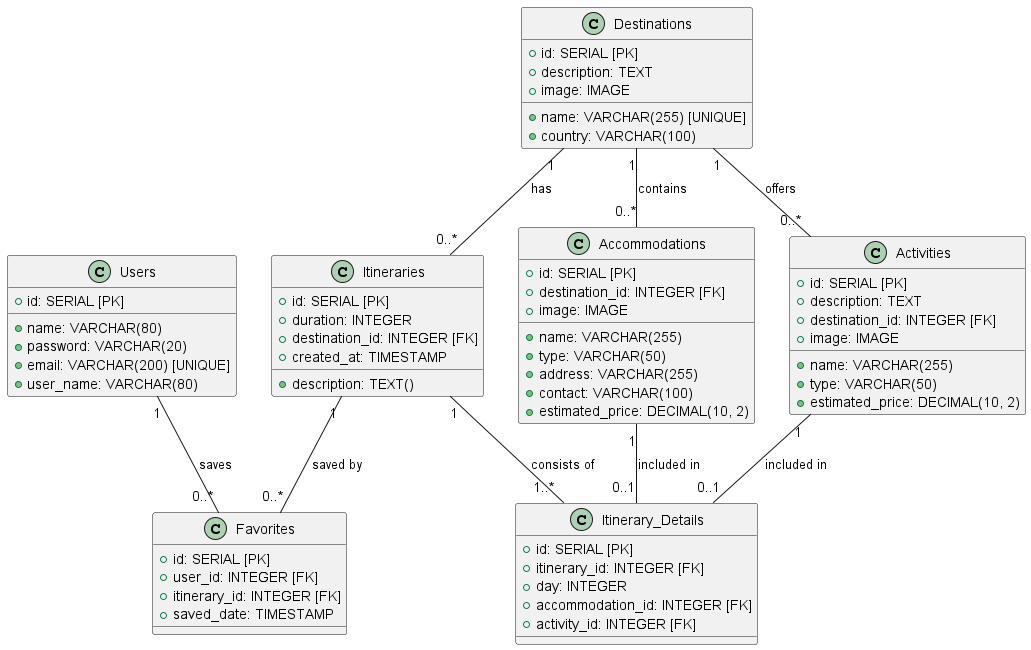 C Destinations
id: SERIAL [PK]
description: TEXT
image: IMAGE
name: VARCHAR(255) [UNIQUE]
country: VARCHAR(100)
1
1
1
has
contains
offers
0..*
0..*
0..*
C Users
id: SERIAL [PK]
name: VARCHAR(80)
password: VARCHAR(20)
email: VARCHAR(200) [UNIQUE]
user_name: VARCHAR(80)
C Itineraries
id: SERIAL [PK]
duration: INTEGER
destination_id: INTEGER [FK]
created_at: TIMESTAMP
description: TEXT()
C Accommodations
id: SERIAL [PK]
destination_id: INTEGER [FK]
image: IMAGE
name: VARCHAR(255)
type: VARCHAR(50)
address: VARCHAR(255)
contact: VARCHAR(100)
estimated_price: DECIMAL(10, 2)
C Activities
id: SERIAL [PK]
description: TEXT
destination_id: INTEGER [FK]
image: IMAGE
name: VARCHAR(255)
type: VARCHAR(50)
estimated_price: DECIMAL(10, 2)
1
1
1
1
1
saves
saved by
consists of
included in
included in
0..*
0..*
1..*
0..1
0..1
C Favorites
id: SERIAL [PK]
user_id: INTEGER [FK]
itinerary_id: INTEGER [FK]
saved_date: TIMESTAMP
C Itinerary_Details
id: SERIAL [PK]
itinerary_id: INTEGER [FK]
day: INTEGER
accommodation_id: INTEGER [FK]
activity_id: INTEGER [FK]